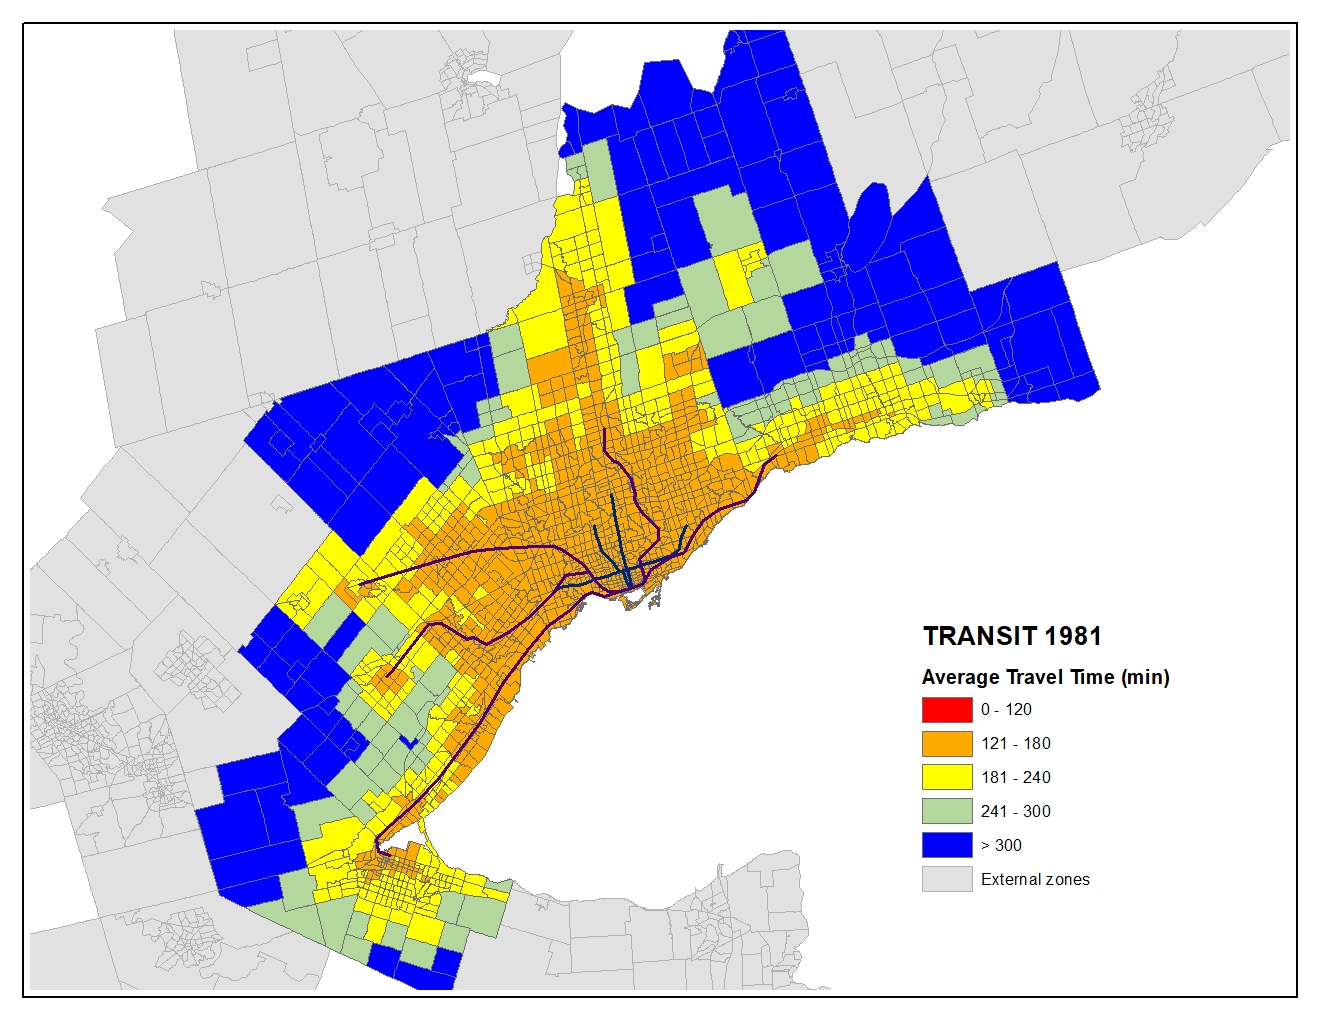 TRANSIT 1981
Average Travel Time (min)
0 - 120
121 - 180
181 - 240
241 - 300
> 300
External zones